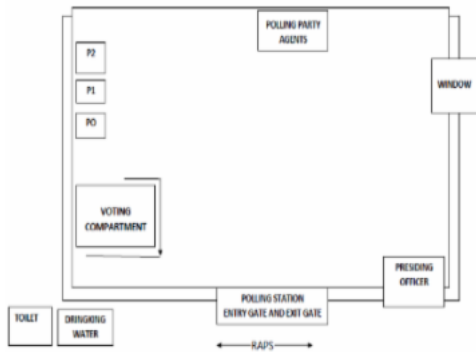 POLLING PARTY
AGENTS
P2
WINDOW
P1
PO
VOTING
COMPARTMENT
PRESIDING
OFFICER
POLLING STATION
ENTRY GATE AND EXIT GATE
TOILET
DRINGKING
WATER
RAPS